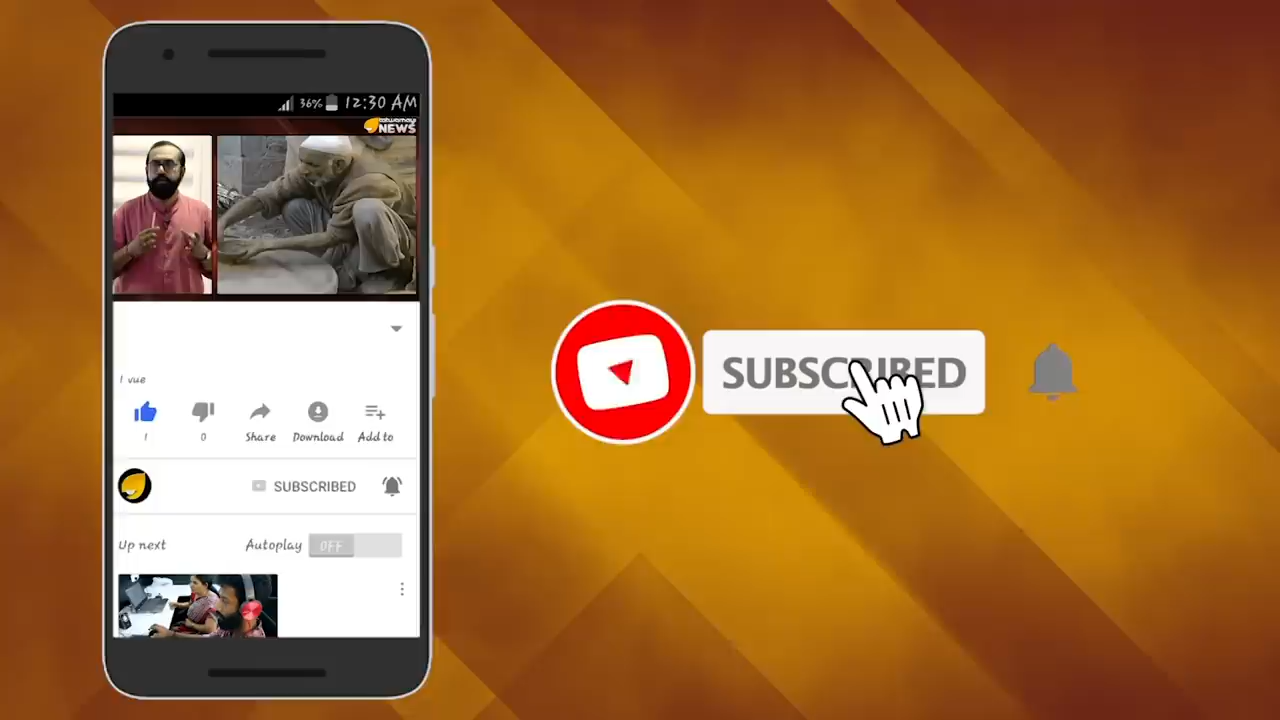 36% 12:30 AM
tatwamayi
NEWS
1 vue
1
0
Share
Download
Add to
SUBSCRIBED
Up next
Autoplay
OFF
SUBSCRIBED